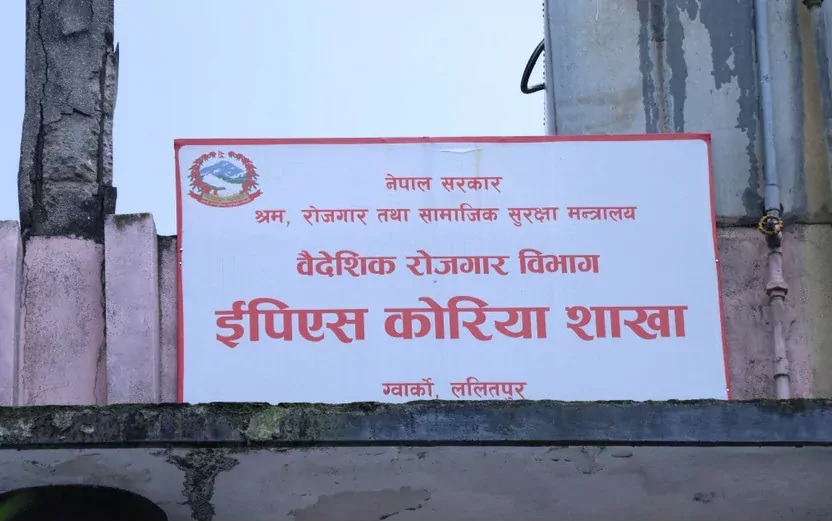 नेपाल सरकार
श्रम, रोजगार तथा सामाजिक सुरक्षा मन्त्रालय
वैदेशिक रोजगार विभाग
ईपिएस कोरिया शाखा
ग्वार्को, ललितपुर